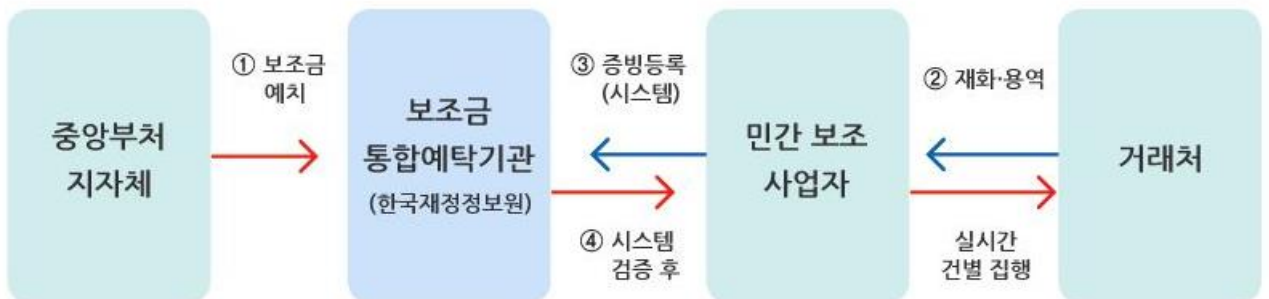 중앙부처
지자체
① 보조금
예치
보조금
통합예탁기관
(한국재정정보원)
③ 증빙등록
(시스템)
④ 시스템
검증 후
민간 보조
사업자
② 재화·용역
실시간
건별 집행
거래처